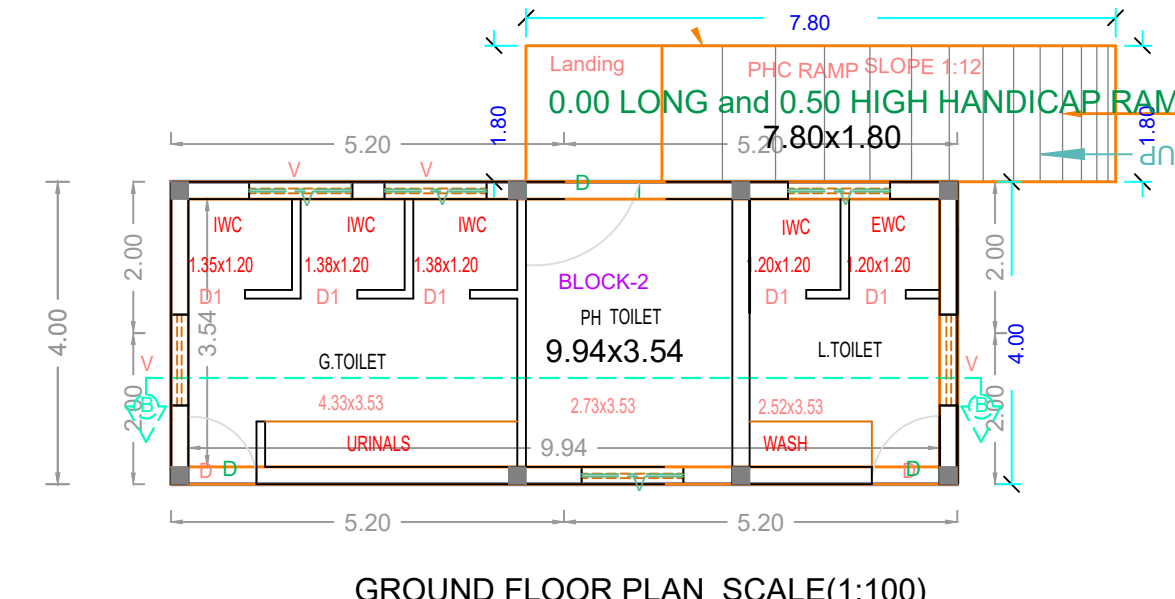 7.80
Landing
PHC RAMP SLOPE 1:12
0.00 LONG and 0.50 HIGH HANDICAP RAM
7.80x1.80
1.80
1.80
UP
5.20
5.20
V
V
D
V
V
V
IWC
IWC
IWC
IWC
EWC
1.35x1.20
1.38x1.20
1.38x1.20
1.20x1.20
1.20x1.20
D1
D1
D1
D1
D1
2.00
2.00
4.00
3.54
4.00
BLOCK-2
PH TOILET
9.94x3.54
G.TOILET
L.TOILET
V
V
4.33x3.53
2.73x3.53
2.52x3.53
B
B
2.00
2.00
URINALS
9.94
WASH
D
D
D
D
V
5.20
5.20
GROUND FLOOR PLAN SCALE(1:100)